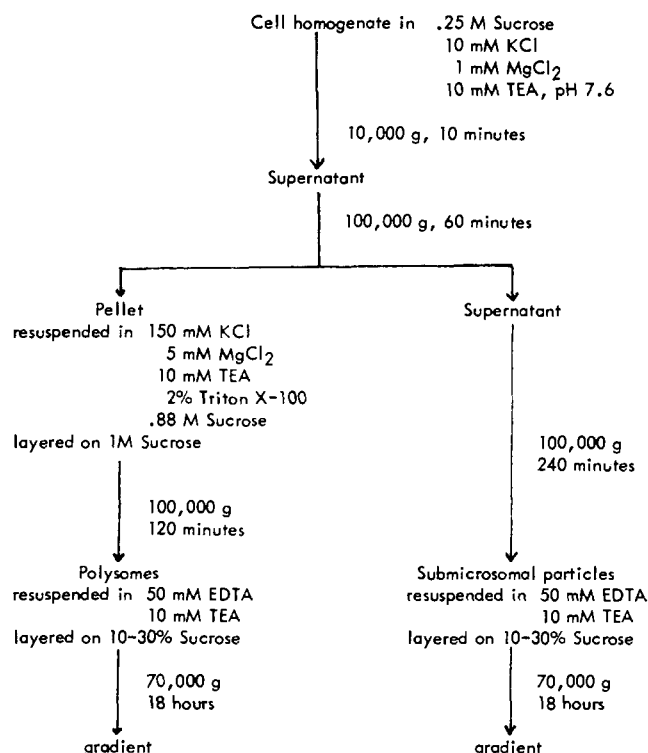 Cell homogenate in .25 M Sucrose
10 mM KCl
1 mM MgCl2
10 mM TEA, pH 7.6
10,000 g, 10 minutes
Supernatant
100,000 g, 60 minutes
Pellet
resuspended in 150 mM KCl
5 mM MgCl2
10 mM TEA
2% Triton X-100
.88 M Sucrose
layered on 1M Sucrose
100,000 g
120 minutes
Polysomes
resuspended in 50 mM EDTA
10 mM TEA
layered on 10-30% Sucrose
70,000 g
18 hours
gradient
Supernatant
100,000 g
240 minutes
Submicrosomal particles
resuspended in 50 mM EDTA
10 mM TEA
layered on 10-30% Sucrose
70,000 g
18 hours
gradient